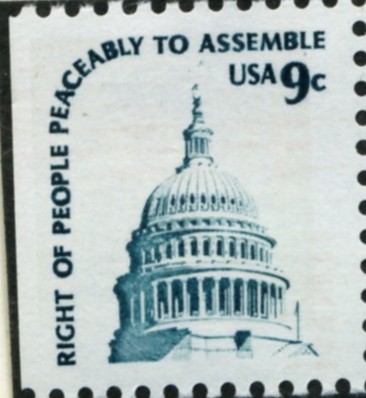 RIGHT OF PEOPLE PEACEABLY TO ASSEMBLE
USA 9c